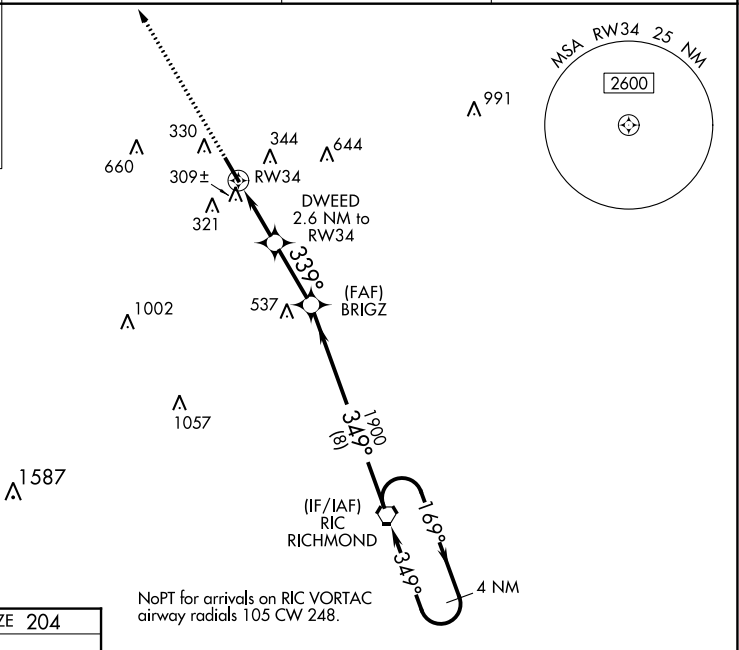 MSA RW34 25 NM
2600
991
330
344
644
660
309±
RW34
321
DWEED
2.6 NM to
RW34
339°
(FAF)
BRIGZ
537
1002
1057
1900
349°
(8)
1587
(IF/IAF)
RIC
RICHMOND
169°
349°
4 NM
NoPT for arrivals on RIC VORTAC
airway radials 105 CW 248.
ZE 204